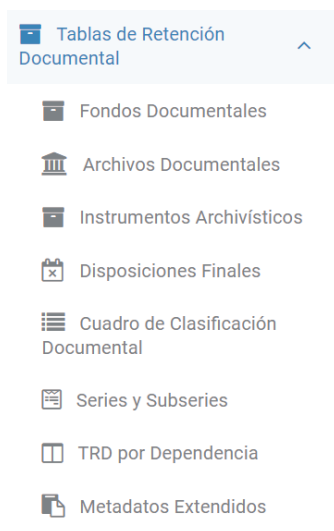 Tablas de Retención
Documental
Fondos Documentales
Archivos Documentales
Instrumentos Archivísticos
Disposiciones Finales
Cuadro de Clasificación
Documental
Series y Subseries
TRD por Dependencia
Metadatos Extendidos